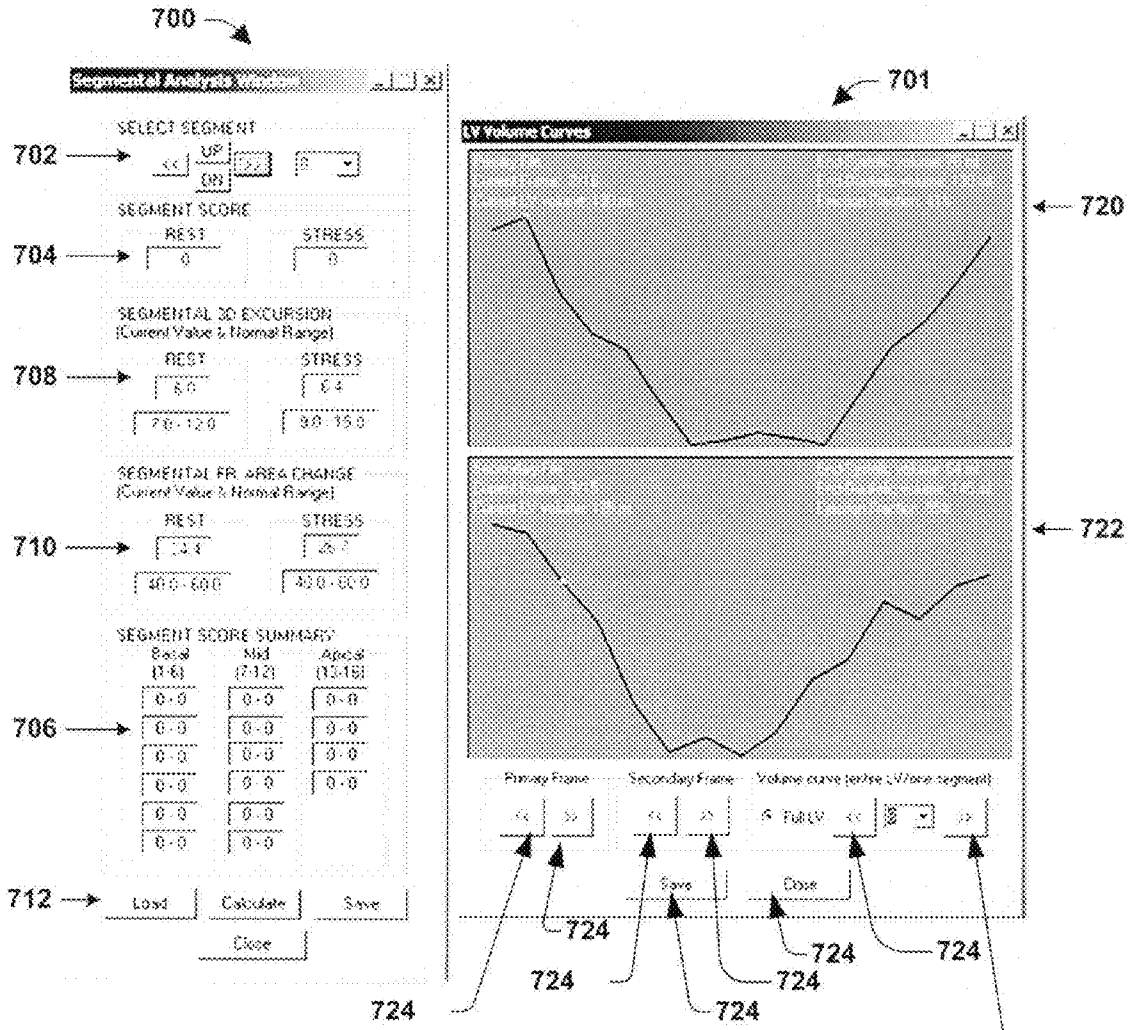 700
Segmental Analysis Window
SELECT SEGMENT
702
<< UP >>
DN
SEGMENT SCORE
REST STRESS
704
0 0
SEGMENTAL 3D EXCURSION
(Current Value & Normal Range)
REST STRESS
708
6.0 6.4
7.0 - 12.0 9.0 - 15.0
SEGMENTAL FR. AREA CHANGE
(Current Value & Normal Range)
REST STRESS
710
40.0 - 60.0 40.0 - 60.0
SEGMENT SCORE SUMMARY
Basal Mid Apical
(1-6) (7-12) (13-16)
0 - 0 0 - 0 0 - 0
706
0 - 0 0 - 0 0 - 0
0 - 0 0 - 0 0 - 0
0 - 0 0 - 0 0 - 0
0 - 0 0 - 0
0 - 0 0 - 0
712
Load Calculate Save
Close
701
LV Volume Curves
720
722
Primary Frame Secondary Frame Volume curve (entire LV/one segment)
<< >> << >> Full LV << >>
Save Close
724
724
724
724
724
724
724